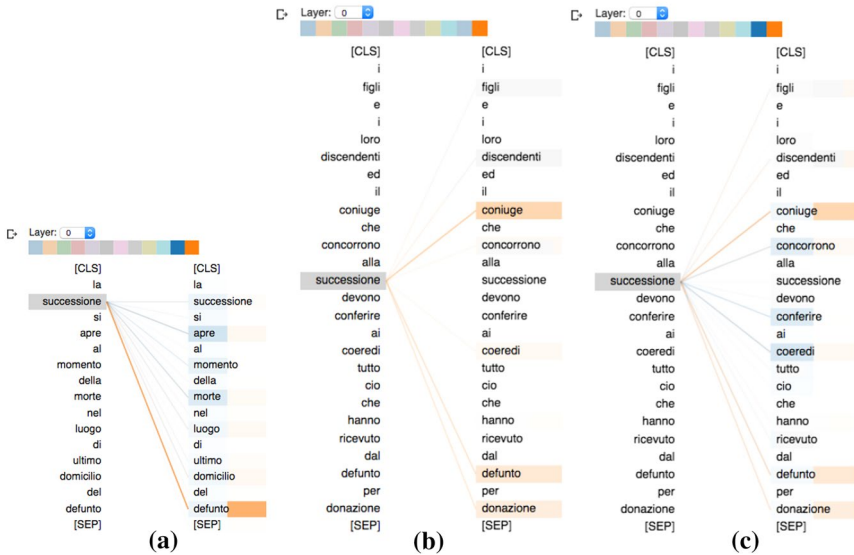 Layer: 0
[CLS] [CLS]
la la
successione successione
si si
apre apre
al al
momento momento
della della
morte morte
nel nel
luogo luogo
di di
ultimo ultimo
domicilio domicilio
del del
defunto defunto
[SEP] [SEP]
(a)
Layer: 0
[CLS] [CLS]
i i
figli figli
e e
i i
loro loro
discendenti discendenti
ed ed
il il
coniuge coniuge
che che
concorrono concorrono
alla alla
successione successione
devono devono
conferire conferire
ai ai
coeredi coeredi
tutto tutto
cio cio
che che
hanno hanno
ricevuto ricevuto
dal dal
defunto defunto
per per
donazione donazione
[SEP] [SEP]
(b)
Layer: 0
[CLS] [CLS]
i i
figli figli
e e
i i
loro loro
discendenti discendenti
ed ed
il il
coniuge coniuge
che che
concorrono concorrono
alla alla
successione successione
devono devono
conferire conferire
ai ai
coeredi coeredi
tutto tutto
cio cio
che che
hanno hanno
ricevuto ricevuto
dal dal
defunto defunto
per per
donazione donazione
[SEP] [SEP]
(c)